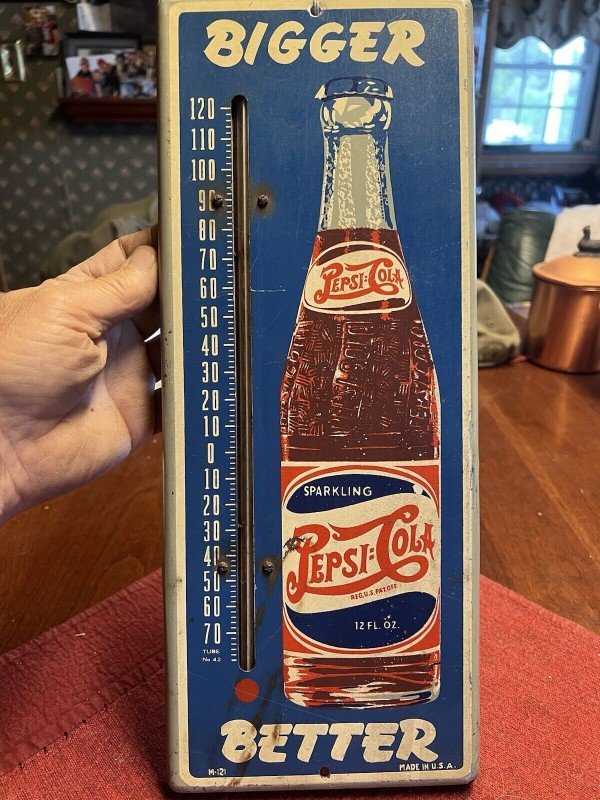 BIGGER
120
110
100
90
80
70
60
50
40
30
20
10
0
10
20
30
40
50
60
70
TUBE
No 42
PEPSI:COLA
SPARKLING
PEPSI:COLA
REG.U.S.PAT.OFF.
12 FL. OZ.
BETTER
M-121
MADE IN U.S.A.